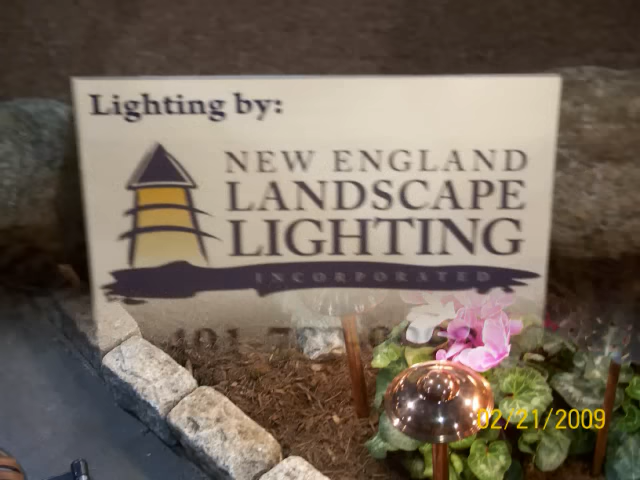 Lighting by:
NEW ENGLAND
LANDSCAPE
LIGHTING
INCORPORATED
02/21/2009